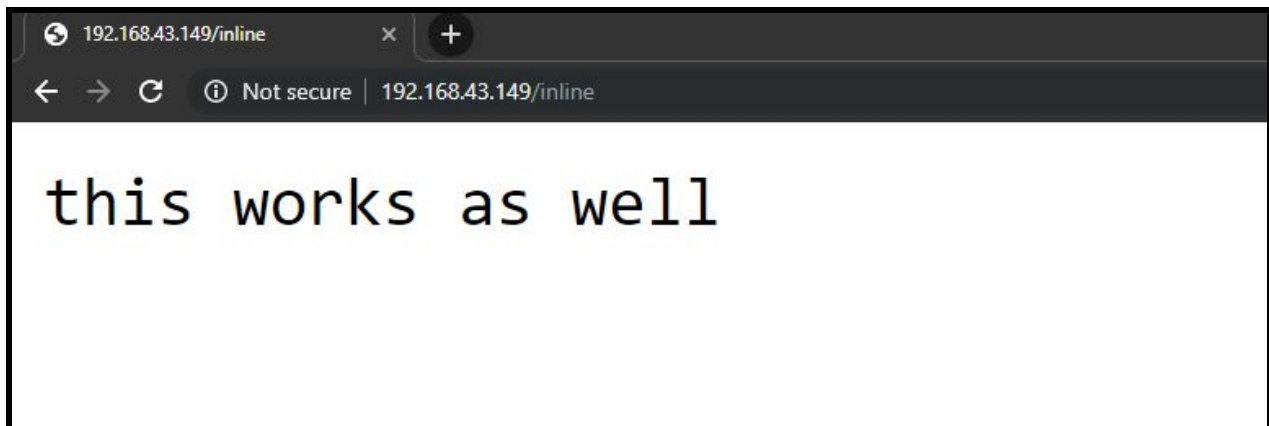 192.168.43.149/inline
Not secure | 192.168.43.149/inline
this works as well